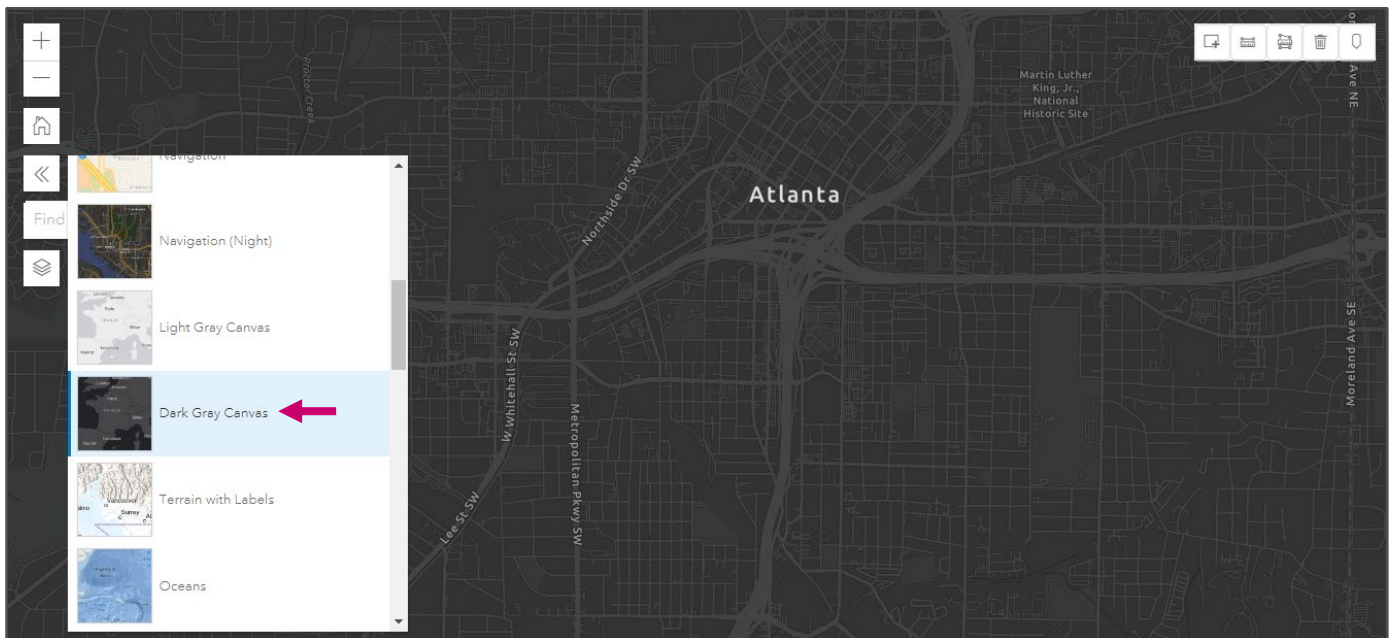 Find
Navigation
Navigation (Night)
Light Gray Canvas
Dark Gray Canvas
Terrain with Labels
Oceans
Proctor Creek
Northside Dr SW
Atlanta
Martin Luther
King, Jr.,
National
Historic Site
Ave NE
Moreland Ave SE
W Whitehall St SW
Metropolitan Pkwy SW
Lee St SW